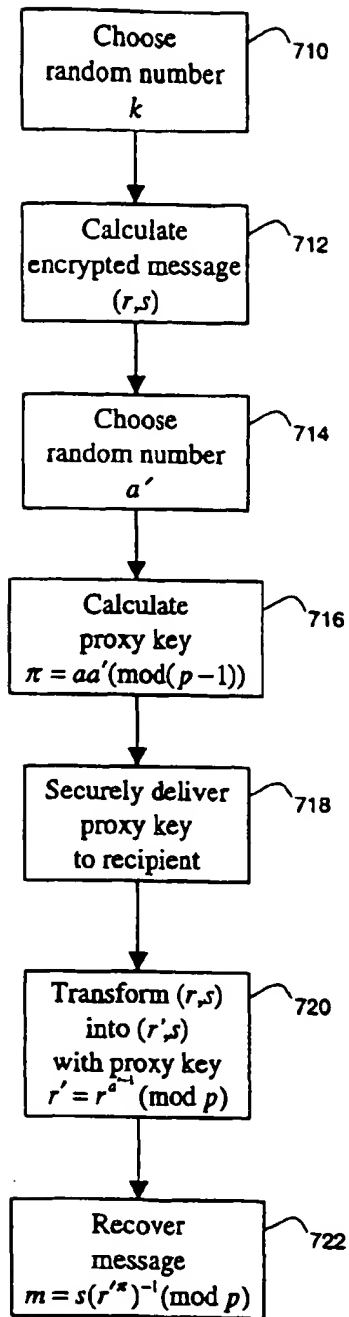 Choose
random number
k
710
Calculate
encrypted message
(r,s)
712
Choose
random number
a′
714
Calculate
proxy key
π = aa′(mod(p−1))
716
Securely deliver
proxy key
to recipient
718
Transform (r,s)
into (r′,s)
with proxy key
r′ = r^{a′^{-1}} (mod p)
720
Recover
message
m = s(r′^π)^{-1}(mod p)
722